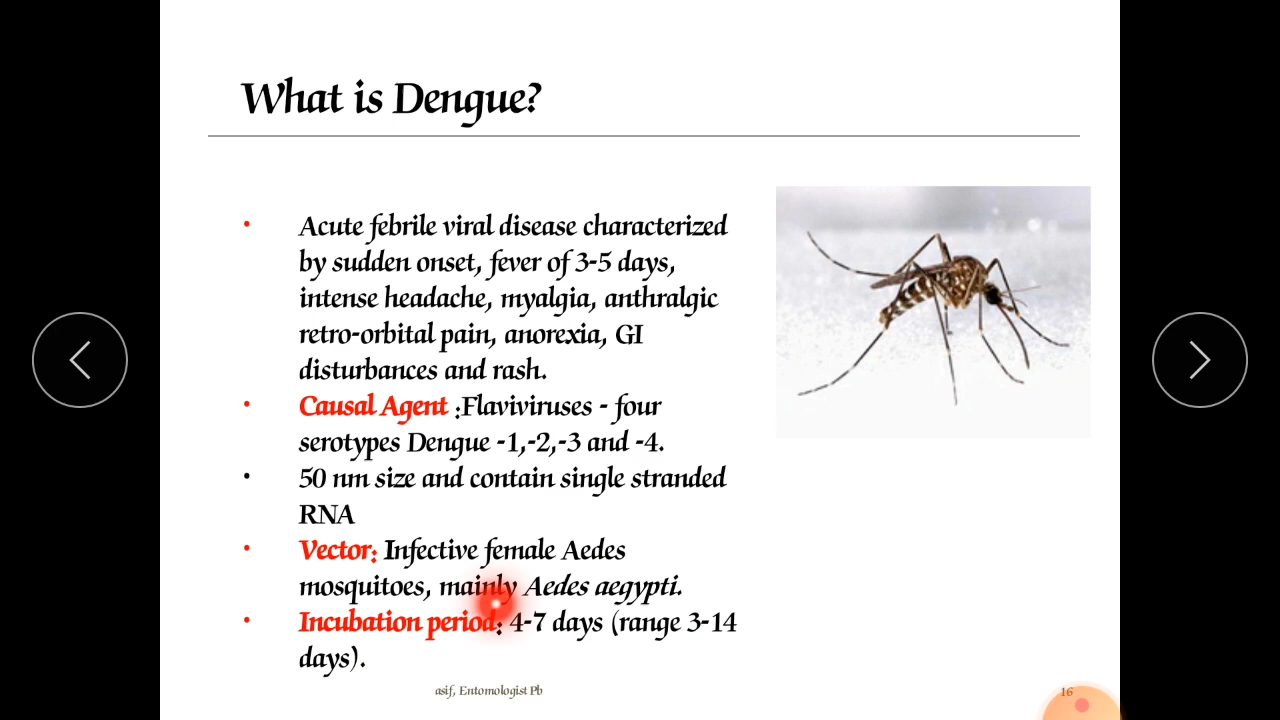 What is Dengue?
• Acute febrile viral disease characterized
by sudden onset, fever of 3-5 days,
intense headache, myalgia, anthralgic
retro-orbital pain, anorexia, GI
disturbances and rash.
• Causal Agent :Flaviviruses - four
serotypes Dengue -1,-2,-3 and -4.
• 50 nm size and contain single stranded
RNA
• Vector: Infective female Aedes
mosquitoes, mainly Aedes aegypti.
• Incubation period: 4-7 days (range 3-14
days).
asif, Entomologist Pb
16